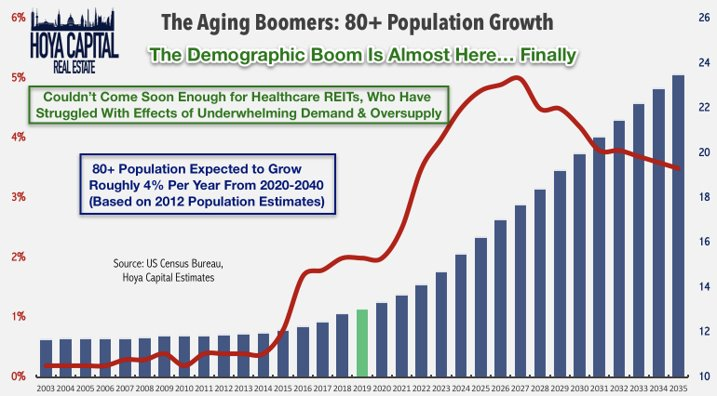 The Aging Boomers: 80+ Population Growth
HOYA CAPITAL
REAL ESTATE
The Demographic Boom Is Almost Here... Finally
Couldn't Come Soon Enough for Healthcare REITs, Who Have
Struggled With Effects of Underwhelming Demand & Oversupply
80+ Population Expected to Grow
Roughly 4% Per Year From 2020-2040
(Based on 2012 Population Estimates)
Source: US Census Bureau,
Hoya Capital Estimates
6%
5%
4%
3%
2%
1%
0%
26
24
22
20
18
16
14
12
10
2003 2004 2005 2006 2007 2008 2009 2010 2011 2012 2013 2014 2015 2016 2017 2018 2019 2020 2021 2022 2023 2024 2025 2026 2027 2028 2029 2030 2031 2032 2033 2034 2035